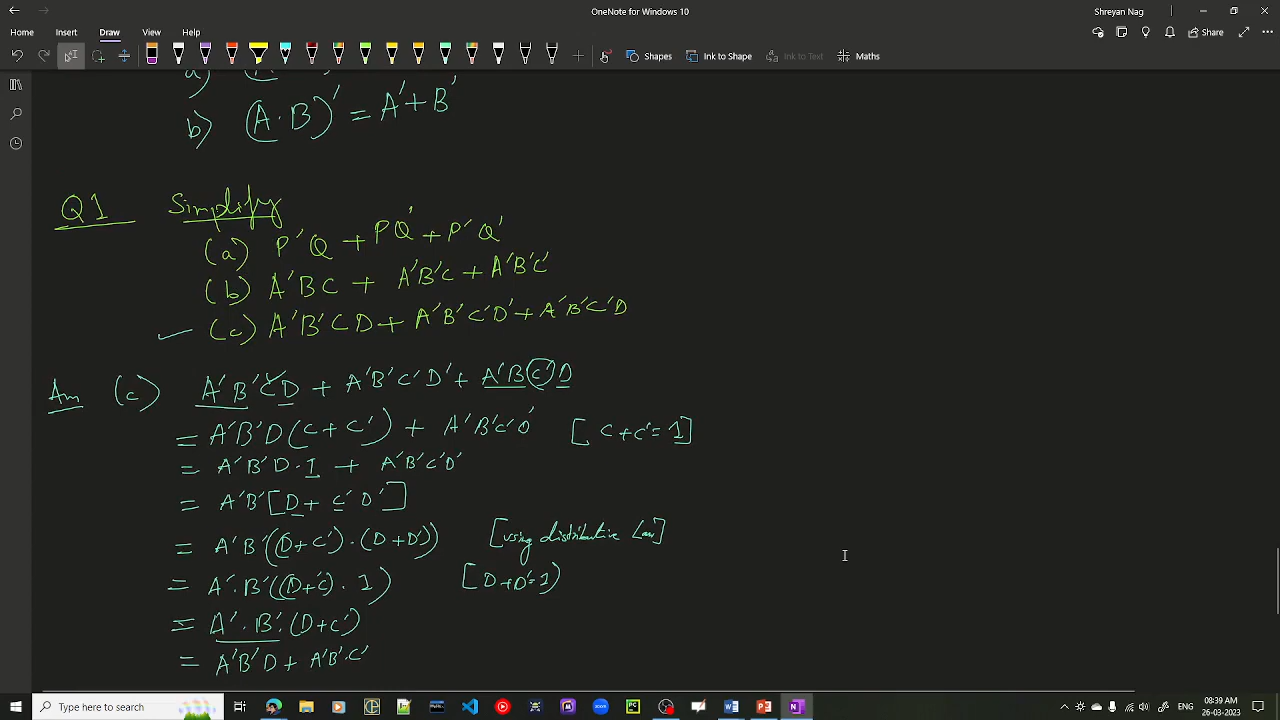 OneNote for Windows 10
Shreyan Nag
Home Insert Draw View Help
Share
Shapes Ink to Shape Ink to Text Maths
a)
b) (A·B)' = A'+B'
Q1 Simplify
(a) P'Q + PQ' + P'Q'
(b) A'BC + A'B'C + A'B'C'
(c) A'B'CD + A'B'C'D' + A'B'C'D
Ans (c) A'B'CD + A'B'C'D' + A'B(C')D
= A'B'D(C+C') + A'B'C'D' [C+C'=1]
= A'B'D·1 + A'B'C'D'
= A'B'[D+C'D']
= A'B'((D+C')·(D+D')) [using distributive Law]
= A'·B'((D+C')·1) [D+D'=1)
= A'·B'·(D+C')
= A'B'D + A'B'·C'
Type here to search
26°C
ENG
08:39 AM
26-03-2023